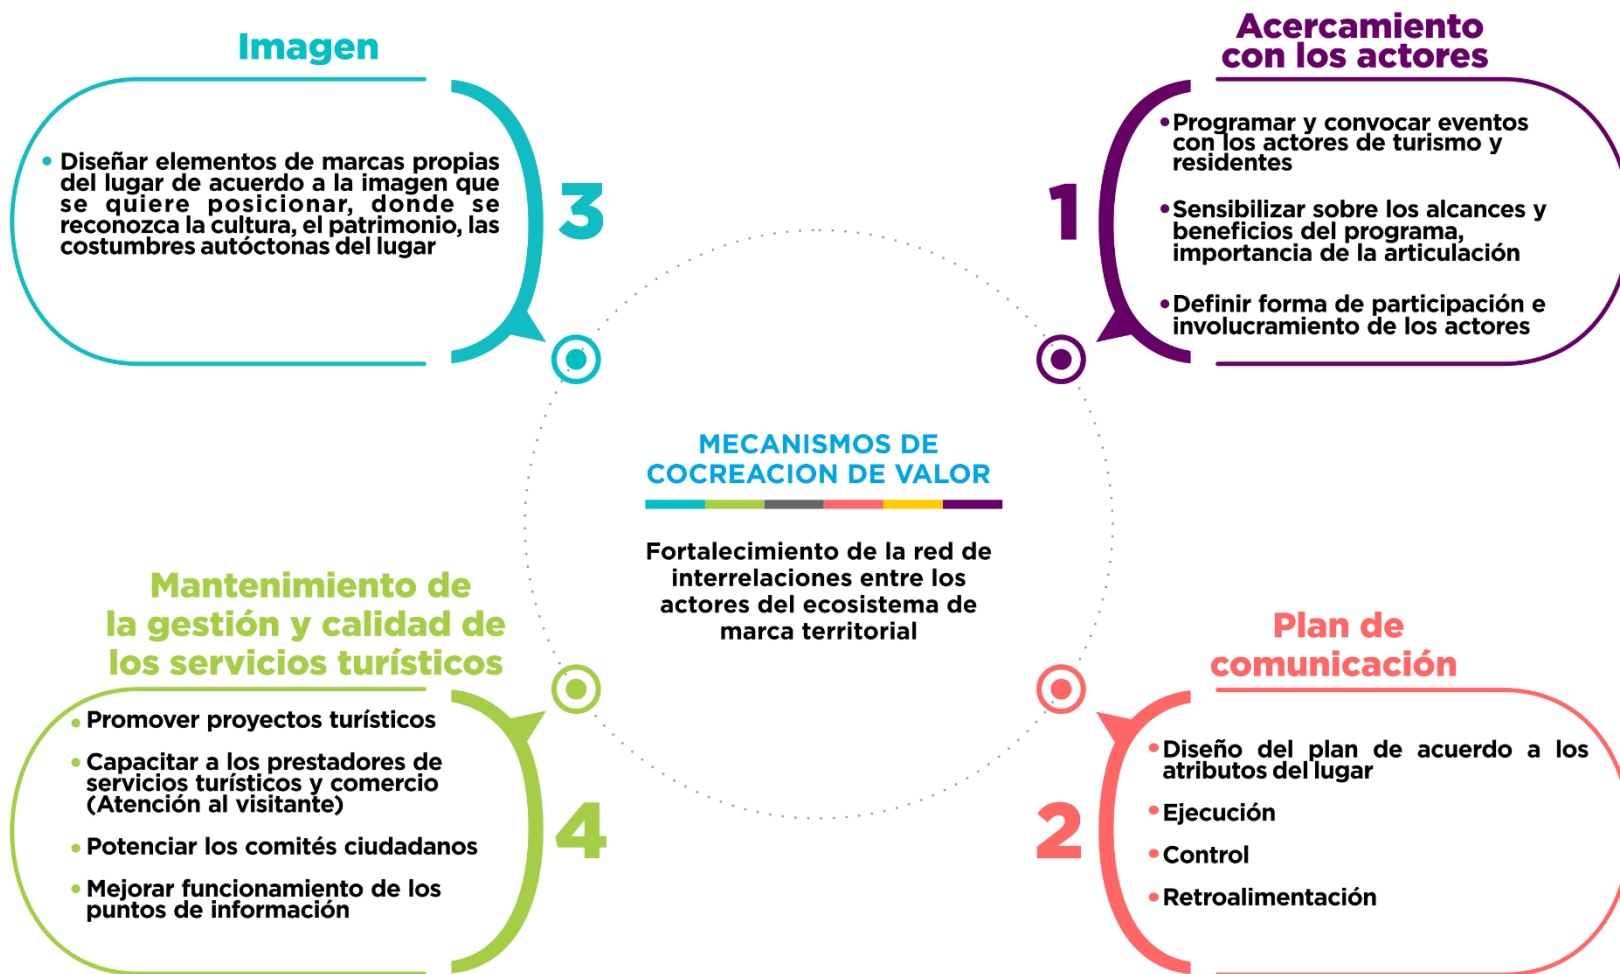 Imagen
• Diseñar elementos de marcas propias
del lugar de acuerdo a la imagen que
se quiere posicionar, donde se
reconozca la cultura, el patrimonio, las
costumbres autóctonas del lugar
3
Acercamiento
con los actores
1
•Programar y convocar eventos
con los actores de turismo y
residentes
•Sensibilizar sobre los alcances y
beneficios del programa,
importancia de la articulación
•Definir forma de participación e
involucramiento de los actores
MECANISMOS DE
COCREACION DE VALOR
Fortalecimiento de la red de
interrelaciones entre los
actores del ecosistema de
marca territorial
Mantenimiento de
la gestión y calidad de
los servicios turísticos
• Promover proyectos turísticos
• Capacitar a los prestadores de
servicios turísticos y comercio
(Atención al visitante)
• Potenciar los comités ciudadanos
• Mejorar funcionamiento de los
puntos de información
4
Plan de
comunicación
2
•Diseño del plan de acuerdo a los
atributos del lugar
•Ejecución
•Control
•Retroalimentación